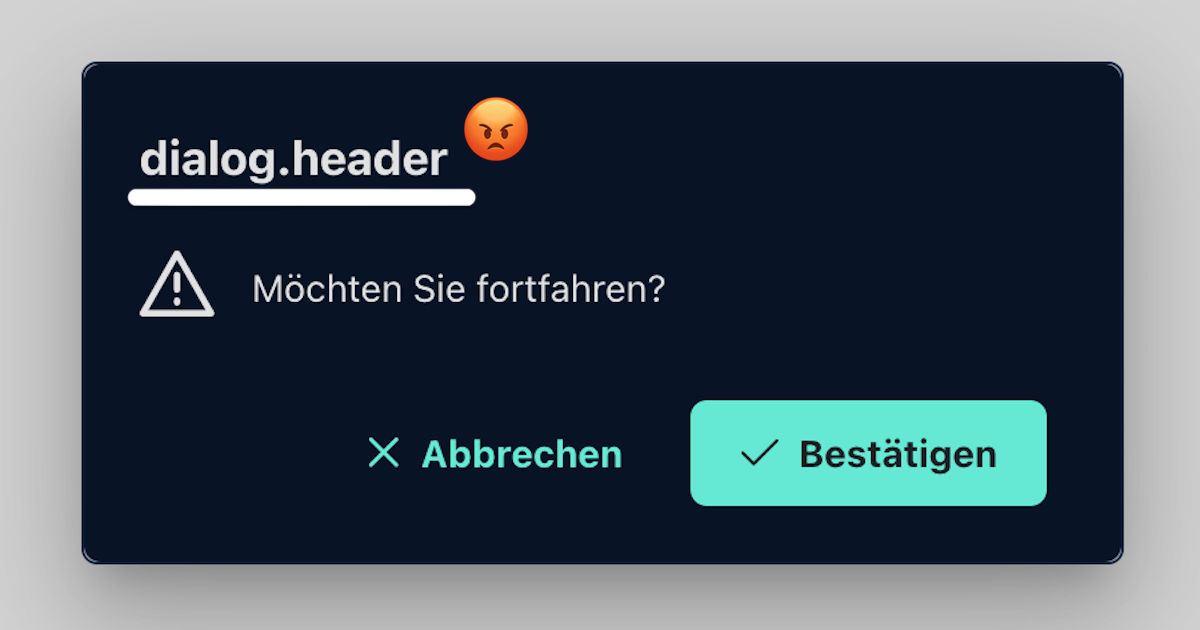 dialog.header
Möchten Sie fortfahren?
Abbrechen
Bestätigen